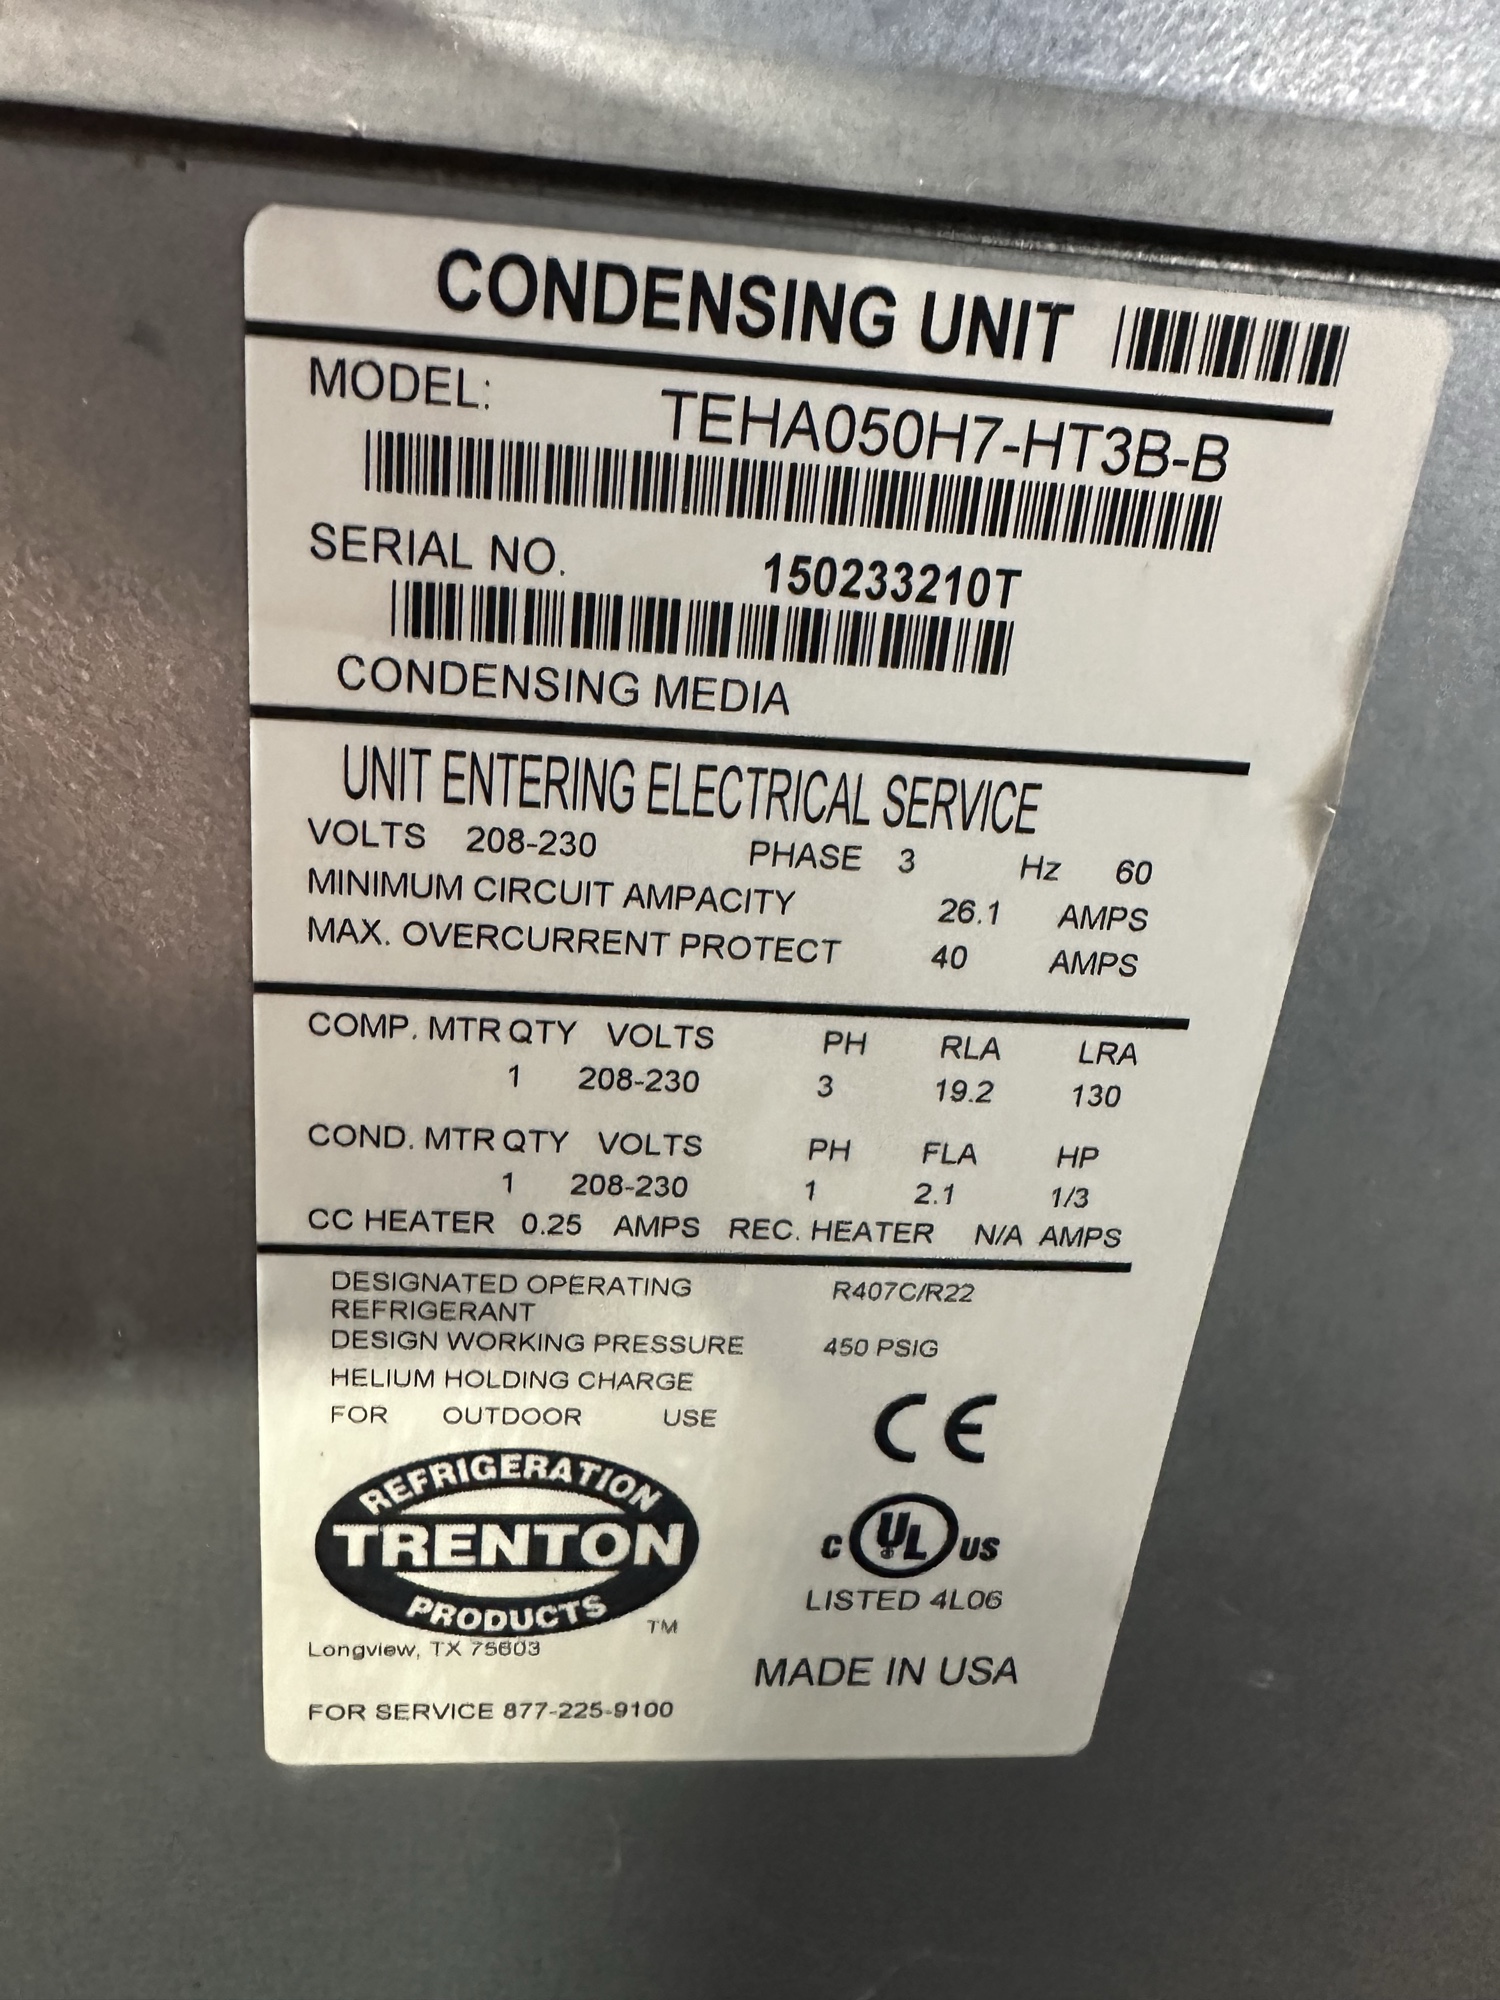 CONDENSING UNIT
MODEL: TEHA050H7-HT3B-B
SERIAL NO. 150233210T
CONDENSING MEDIA
UNIT ENTERING ELECTRICAL SERVICE
VOLTS 208-230 PHASE 3 Hz 60
MINIMUM CIRCUIT AMPACITY 26.1 AMPS
MAX. OVERCURRENT PROTECT 40 AMPS
COMP. MTR QTY VOLTS PH RLA LRA
1 208-230 3 19.2 130
COND. MTR QTY VOLTS PH FLA HP
1 208-230 1 2.1 1/3
CC HEATER 0.25 AMPS REC. HEATER N/A AMPS
DESIGNATED OPERATING R407C/R22
REFRIGERANT
DESIGN WORKING PRESSURE 450 PSIG
HELIUM HOLDING CHARGE
FOR OUTDOOR USE
CE
REFRIGERATION
TRENTON
PRODUCTS
TM
C UL US
LISTED 4L06
Longview, TX 75603
MADE IN USA
FOR SERVICE 877-225-9100